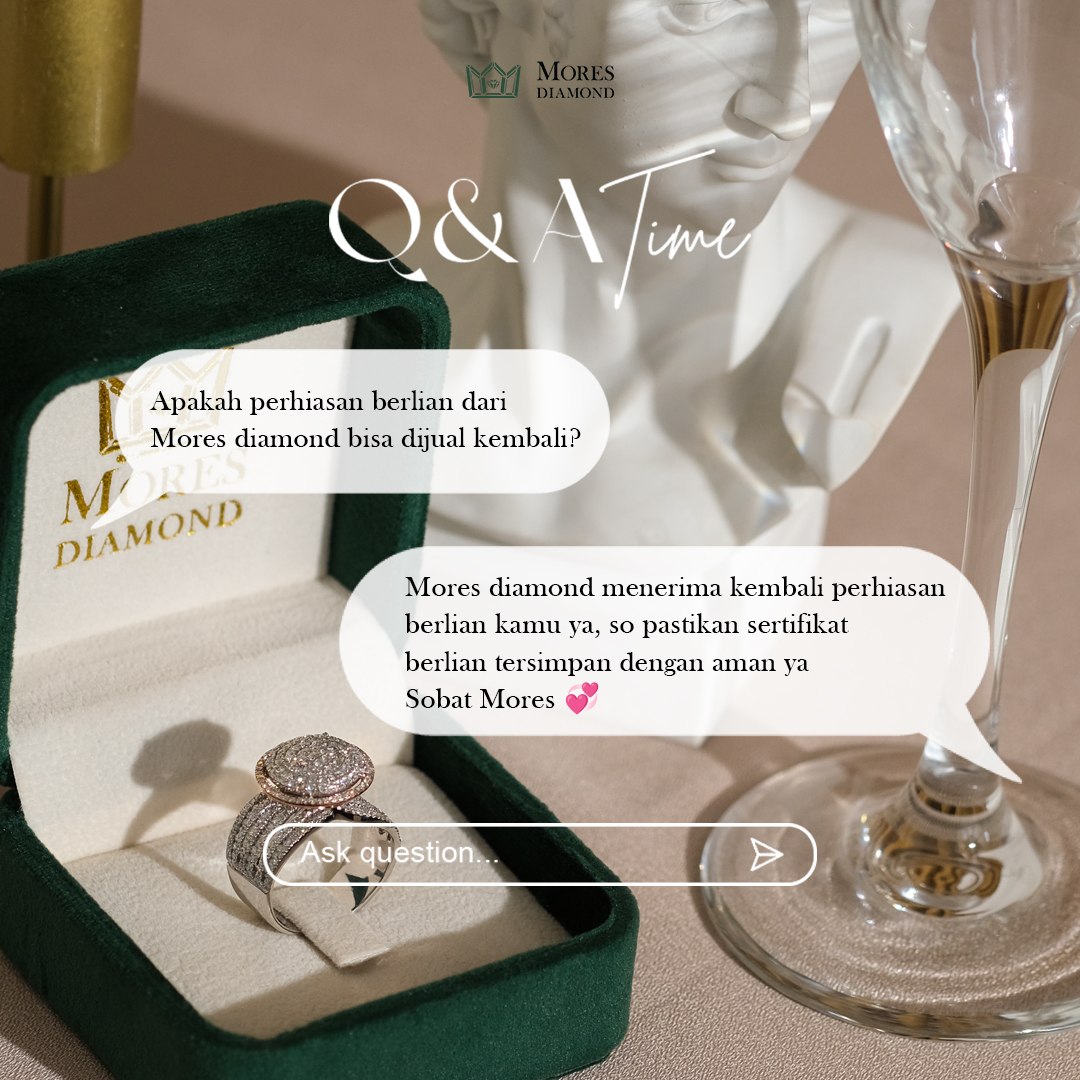 MORES
DIAMOND
Q&A Time
Apakah perhiasan berlian dari
Mores diamond bisa dijual kembali?
MORES
DIAMOND
Mores diamond menerima kembali perhiasan
berlian kamu ya, so pastikan sertifikat
berlian tersimpan dengan aman ya
Sobat Mores 💞
Ask question...